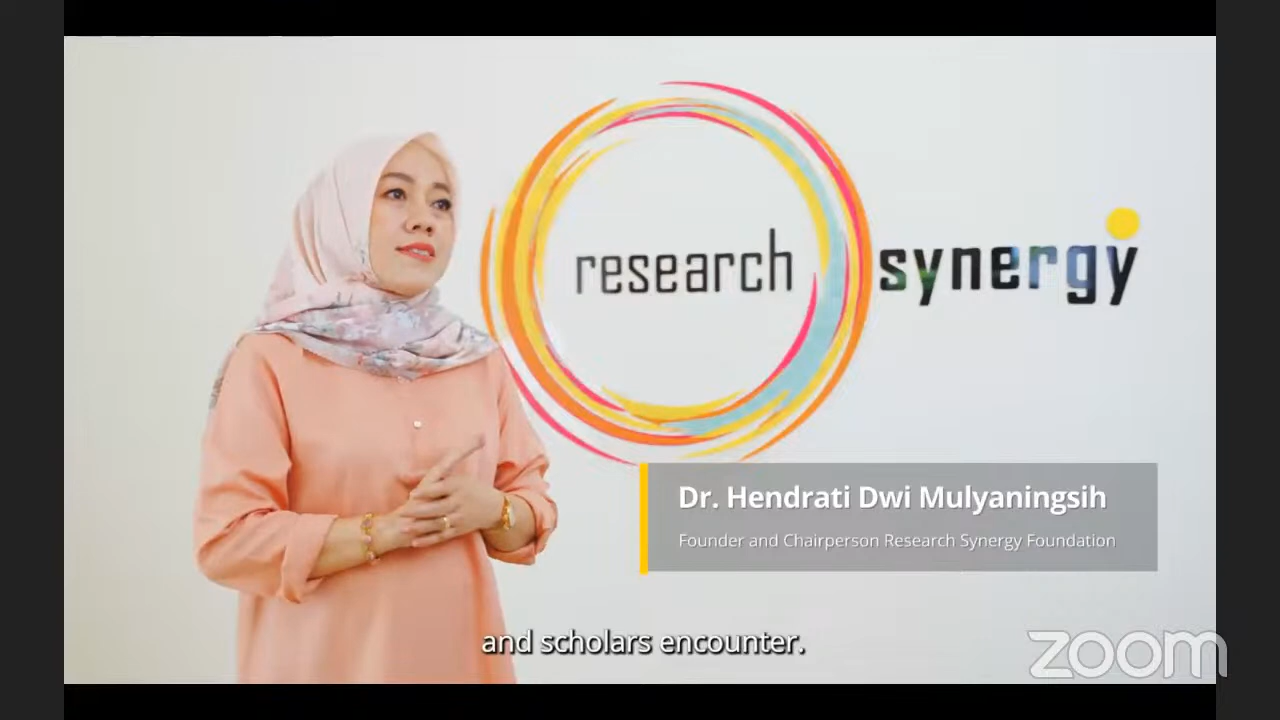 research synergy
Dr. Hendrati Dwi Mulyaningsih
Founder and Chairperson Research Synergy Foundation
and scholars encounter.
zoom